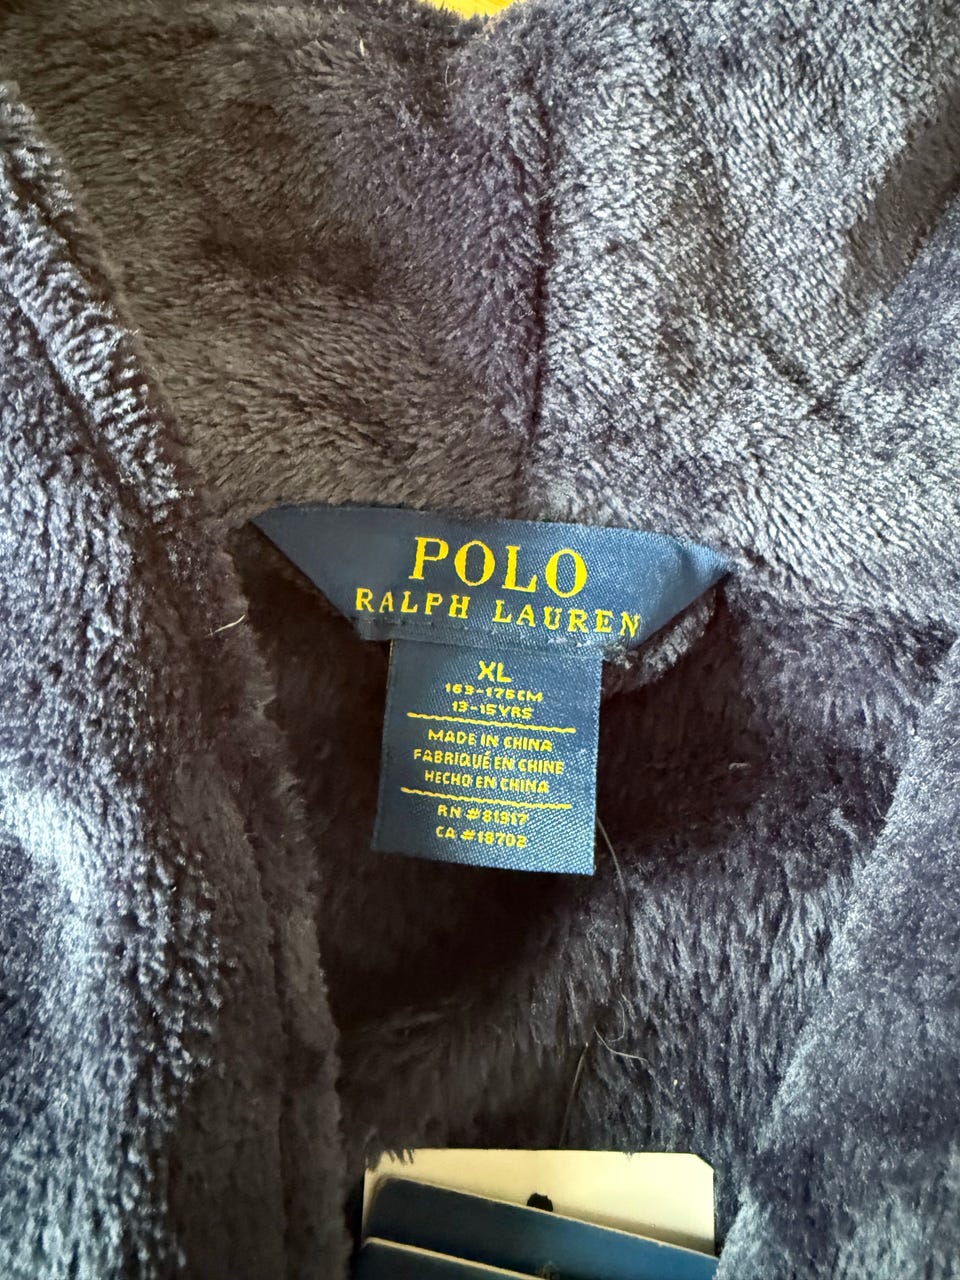 POLO
RALPH LAUREN
XL
163-175CM
13-15YRS
MADE IN CHINA
FABRIQUÉ EN CHINE
HECHO EN CHINA
RN #81917
CA #18702